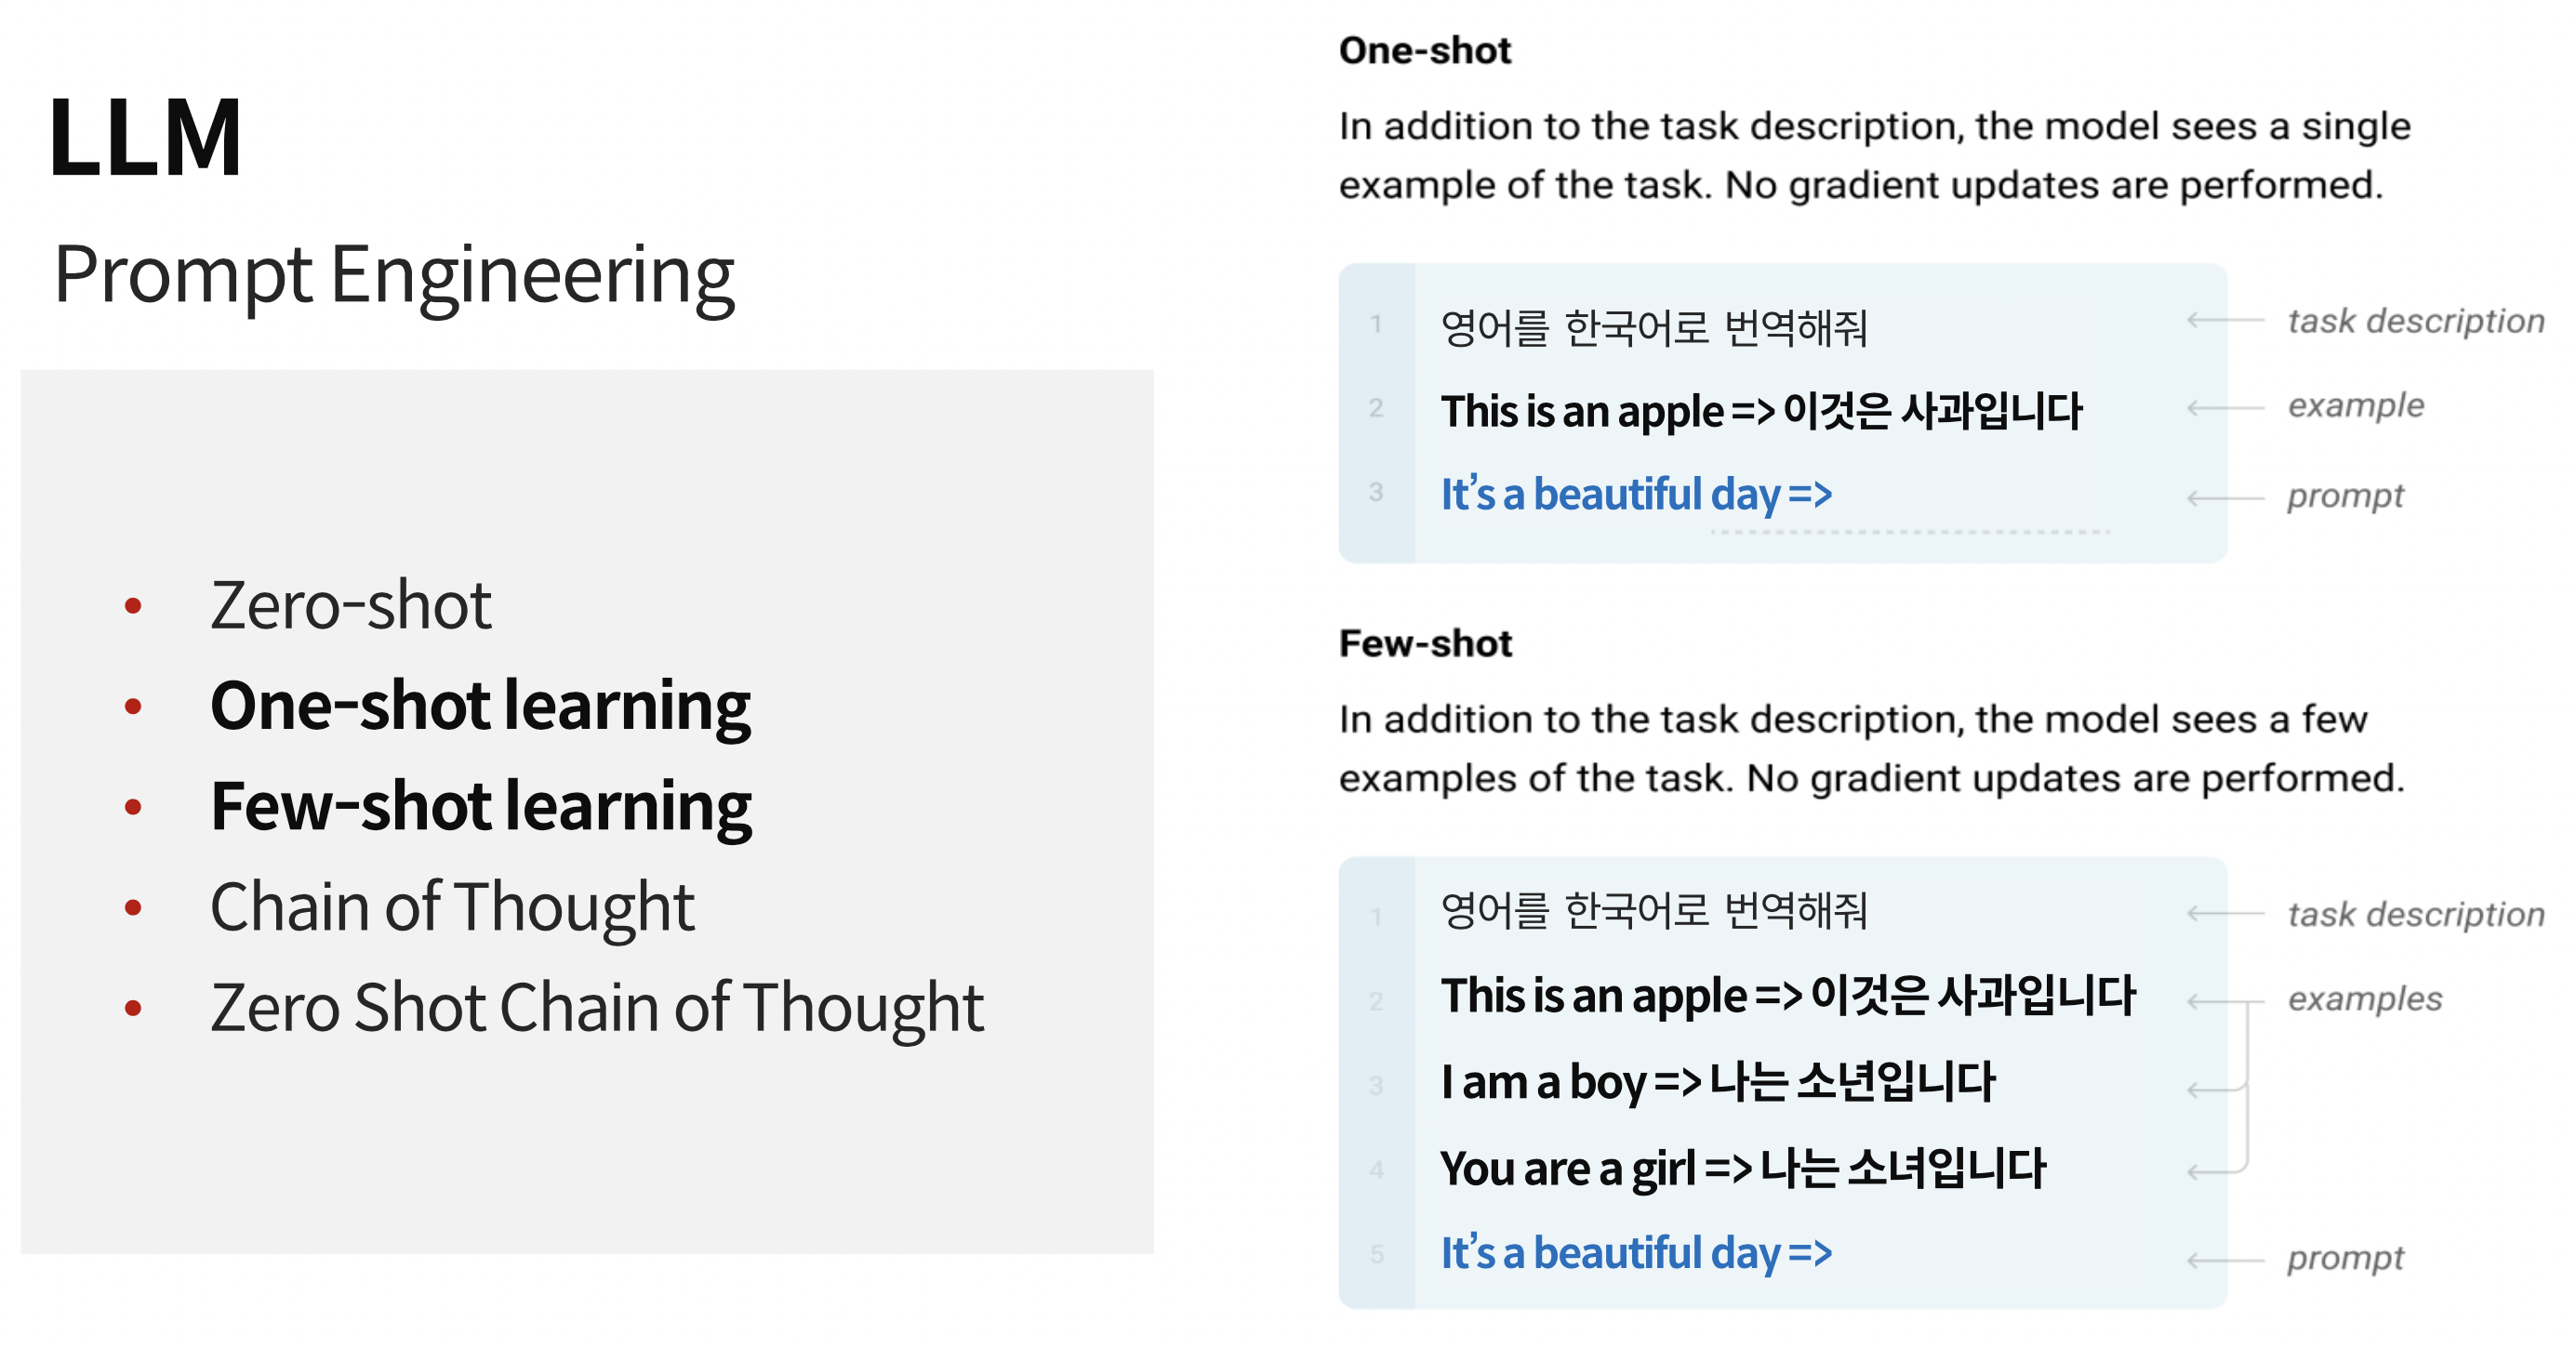 LLM
Prompt Engineering
• Zero-shot
• One-shot learning
• Few-shot learning
• Chain of Thought
• Zero Shot Chain of Thought
One-shot
In addition to the task description, the model sees a single
example of the task. No gradient updates are performed.
1 영어를 한국어로 번역해줘 task description
2 This is an apple => 이것은 사과입니다 example
3 It's a beautiful day => prompt
Few-shot
In addition to the task description, the model sees a few
examples of the task. No gradient updates are performed.
1 영어를 한국어로 번역해줘 task description
2 This is an apple => 이것은 사과입니다 examples
3 I am a boy => 나는 소년입니다
4 You are a girl => 나는 소녀입니다
5 It's a beautiful day => prompt